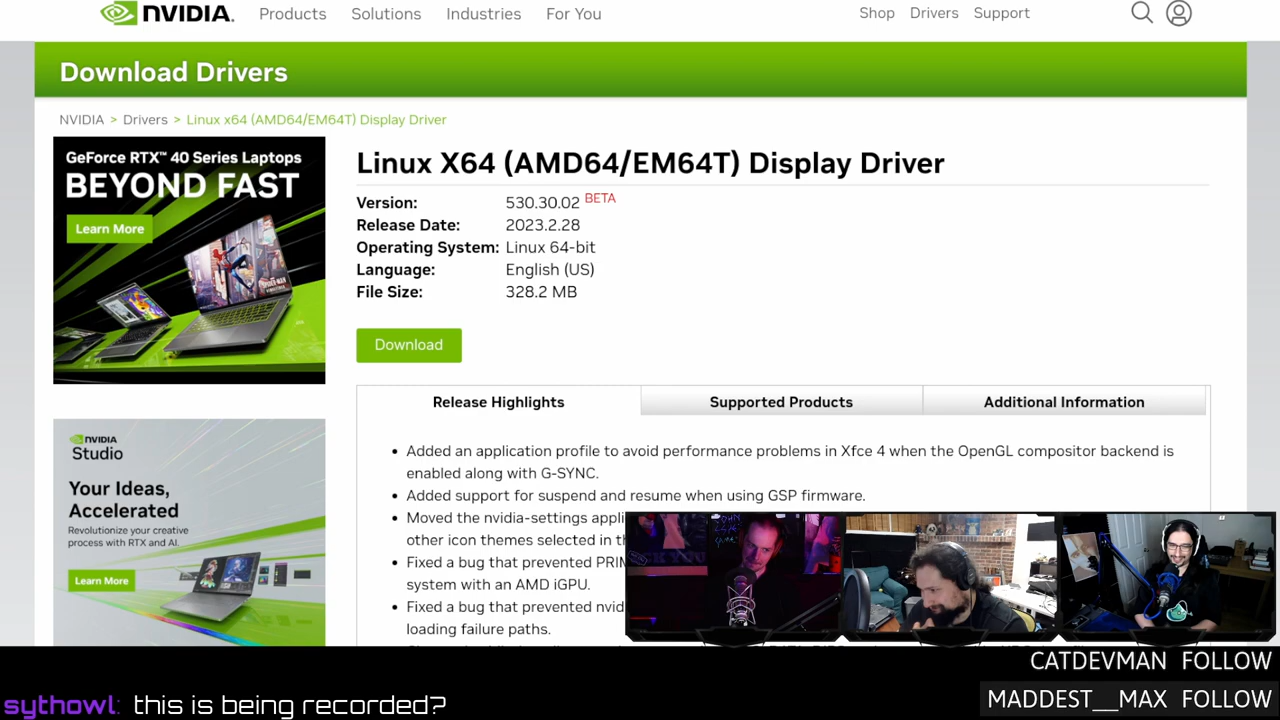 NVIDIA.
Products
Solutions
Industries
For You
Shop
Drivers
Support
Download Drivers
NVIDIA > Drivers > Linux x64 (AMD64/EM64T) Display Driver
GeForce RTX™ 40 Series Laptops
BEYOND FAST
Learn More
Linux X64 (AMD64/EM64T) Display Driver
Version: 530.30.02 BETA
Release Date: 2023.2.28
Operating System: Linux 64-bit
Language: English (US)
File Size: 328.2 MB
Download
Release Highlights
Supported Products
Additional Information
Added an application profile to avoid performance problems in Xfce 4 when the OpenGL compositor backend is
enabled along with G-SYNC.
Added support for suspend and resume when using GSP firmware.
Moved the nvidia-settings appli
other icon themes selected in th
Fixed a bug that prevented PRIM
system with an AMD iGPU.
Fixed a bug that prevented nvid
loading failure paths.
NVIDIA
Studio
Your Ideas,
Accelerated
Revolutionize your creative
process with RTX and AI.
Learn More
CATDEVMAN FOLLOW
MADDEST__MAX FOLLOW
sythowl: this is being recorded?